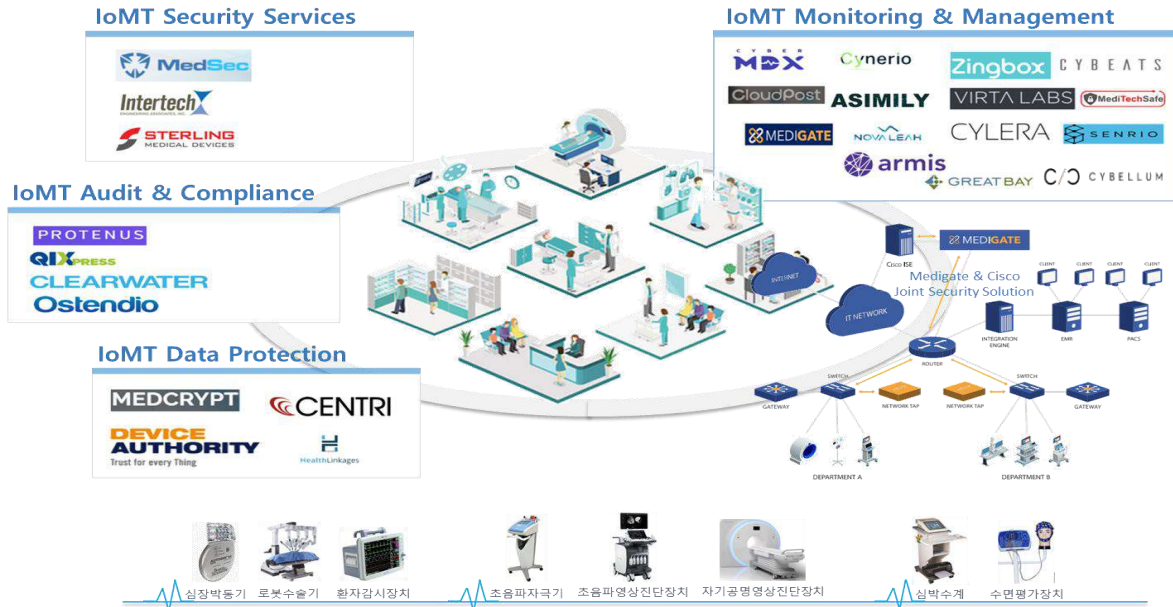 IoMT Security Services
MedSec
Intertech
ENGINEERING ASSOCIATES, INC.
STERLING
MEDICAL DEVICES
IoMT Monitoring & Management
CYBER
MDX
Cynerio
Zingbox
CYBEATS
CloudPost
ASIMILY
VIRTA LABS
MediTechSafe
MEDIGATE
NOVALEAH
CYLERA
SENRIO
armis
GREATBAY
CYBELLUM
IoMT Audit & Compliance
PROTENUS
QIXPRESS
CLEARWATER
Ostendio
IoMT Data Protection
MEDCRYPT
CENTRI
DEVICE
AUTHORITY
Trust for every Thing
HealthLinkages
Cisco ISE
MEDIGATE
Medigate & Cisco
Joint Security Solution
INTERNET
IT NETWORK
CLIENT
CLIENT
CLIENT
CLIENT
INTEGRATION
ENGINE
EMR
PACS
ROUTER
SWITCH
SWITCH
GATEWAY
NETWORK TAP
NETWORK TAP
GATEWAY
DEPARTMENT A
DEPARTMENT B
심장박동기
로봇수술기
환자감시장치
초음파자극기
초음파영상진단장치
자기공명영상진단장치
심박수계
수면평가장치